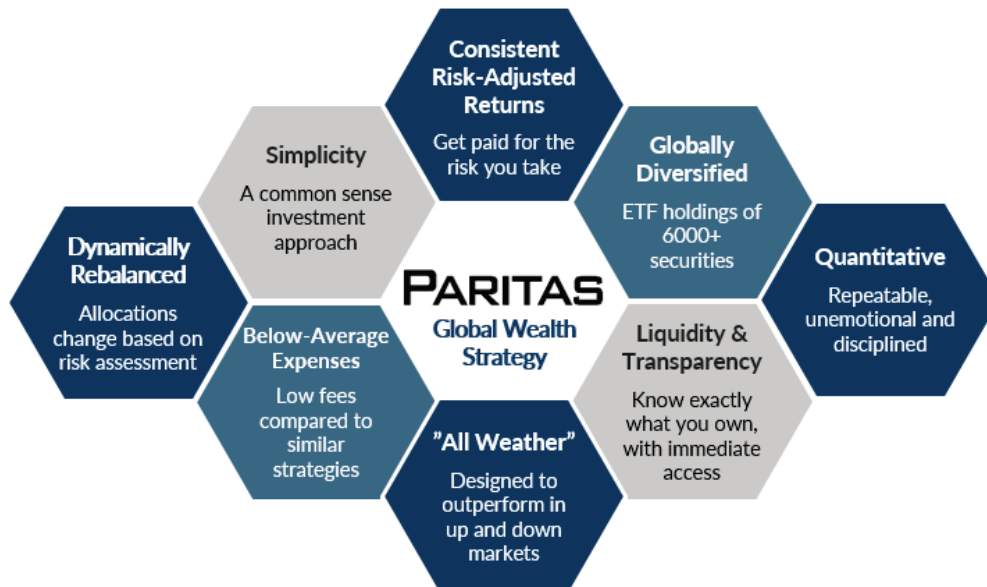 Consistent
Risk-Adjusted
Returns
Get paid for the
risk you take
Simplicity
A common sense
investment
approach
Globally
Diversified
ETF holdings of
6000+
securities
Dynamically
Rebalanced
Allocations
change based on
risk assessment
PARITAS
Global Wealth
Strategy
Quantitative
Repeatable,
unemotional and
disciplined
Below-Average
Expenses
Low fees
compared to
similar
strategies
Liquidity &
Transparency
Know exactly
what you own,
with immediate
access
”All Weather”
Designed to
outperform in
up and down
markets